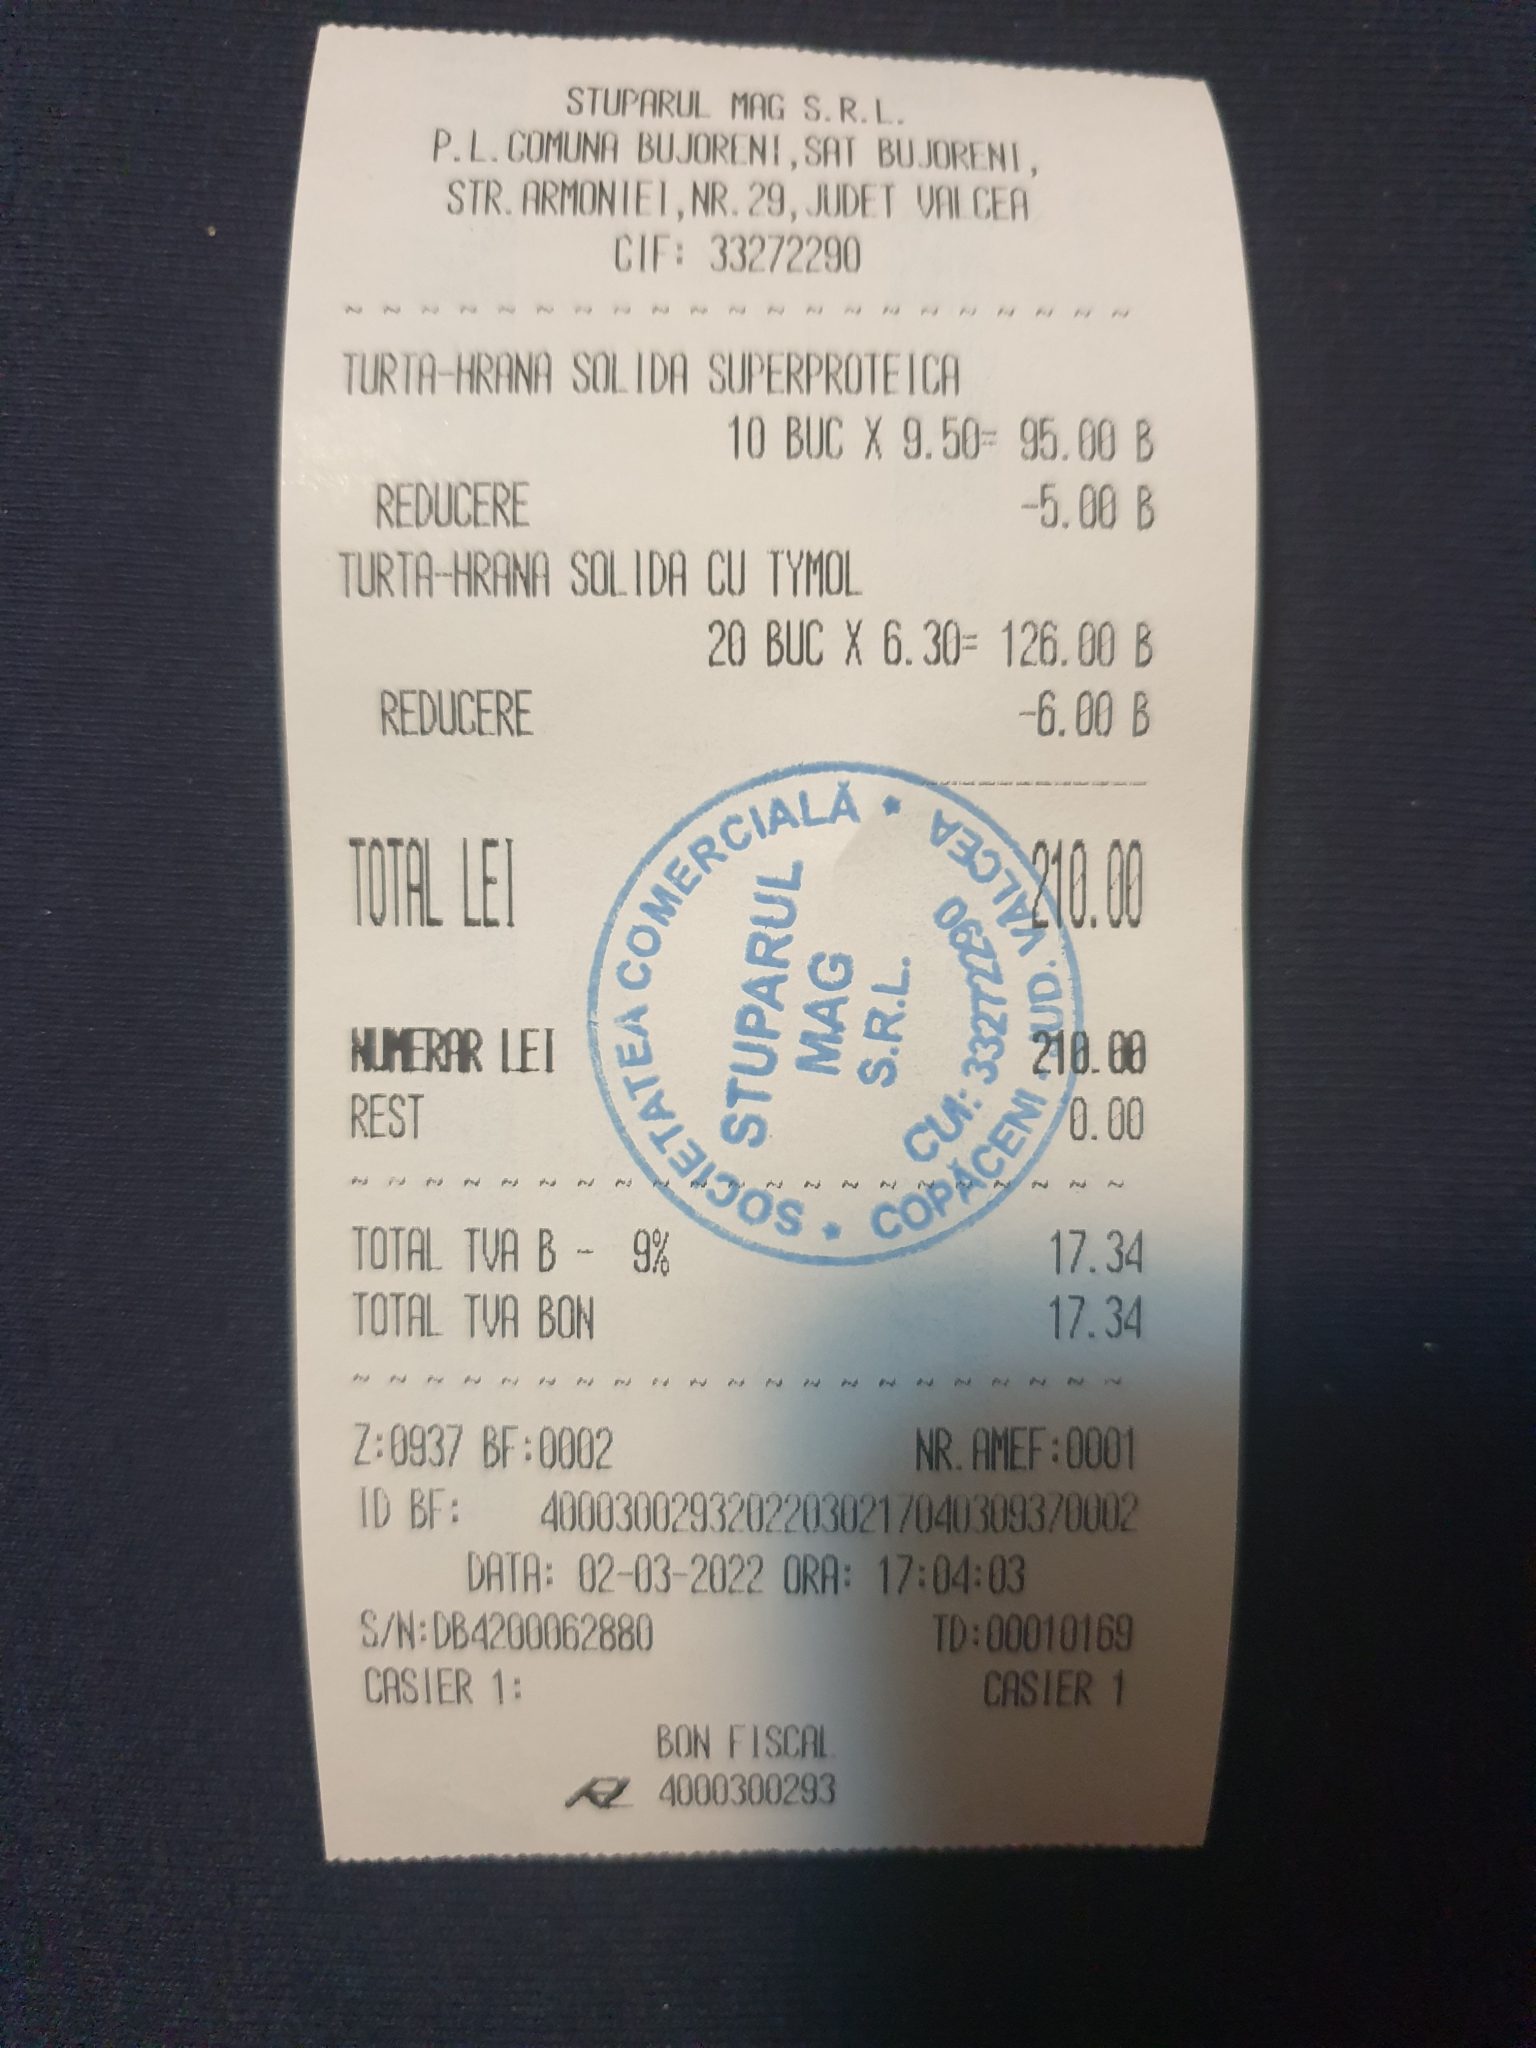 STUPARUL MAG S.R.L.
P.L.COMUNA BUJORENI,SAT BUJORENI,
STR.ARMONIEI,NR.29,JUDET VALCEA
CIF: 33272290
~ ~ ~ ~ ~ ~ ~ ~ ~ ~ ~ ~ ~ ~ ~ ~ ~ ~ ~ ~ ~
TURTA-HRANA SOLIDA SUPERPROTEICA
10 BUC X 9.50= 95.00 B
REDUCERE -5.00 B
TURTA-HRANA SOLIDA CU TYMOL
20 BUC X 6.30= 126.00 B
REDUCERE -6.00 B
------------
TOTAL LEI 210.00
NUMERAR LEI 210.00
REST 0.00
~ ~ ~ ~ ~ ~ ~ ~ ~ ~ ~ ~ ~ ~ ~ ~ ~ ~ ~ ~ ~
TOTAL TVA B - 9% 17.34
TOTAL TVA BON 17.34
~ ~ ~ ~ ~ ~ ~ ~ ~ ~ ~ ~ ~ ~ ~ ~ ~ ~ ~ ~ ~
Z:0937 BF:0002 NR.AMEF:0001
ID BF: 40003002932022030217040309370002
DATA: 02-03-2022 ORA: 17:04:03
S/N:DB4200062880 TD:00010169
CASIER 1: CASIER 1
BON FISCAL
4000300293
SOCIETATEA COMERCIALĂ *
STUPARUL
MAG
S.R.L.
CUI: 33272290
* COPĂCENI - JUD. VÂLCEA